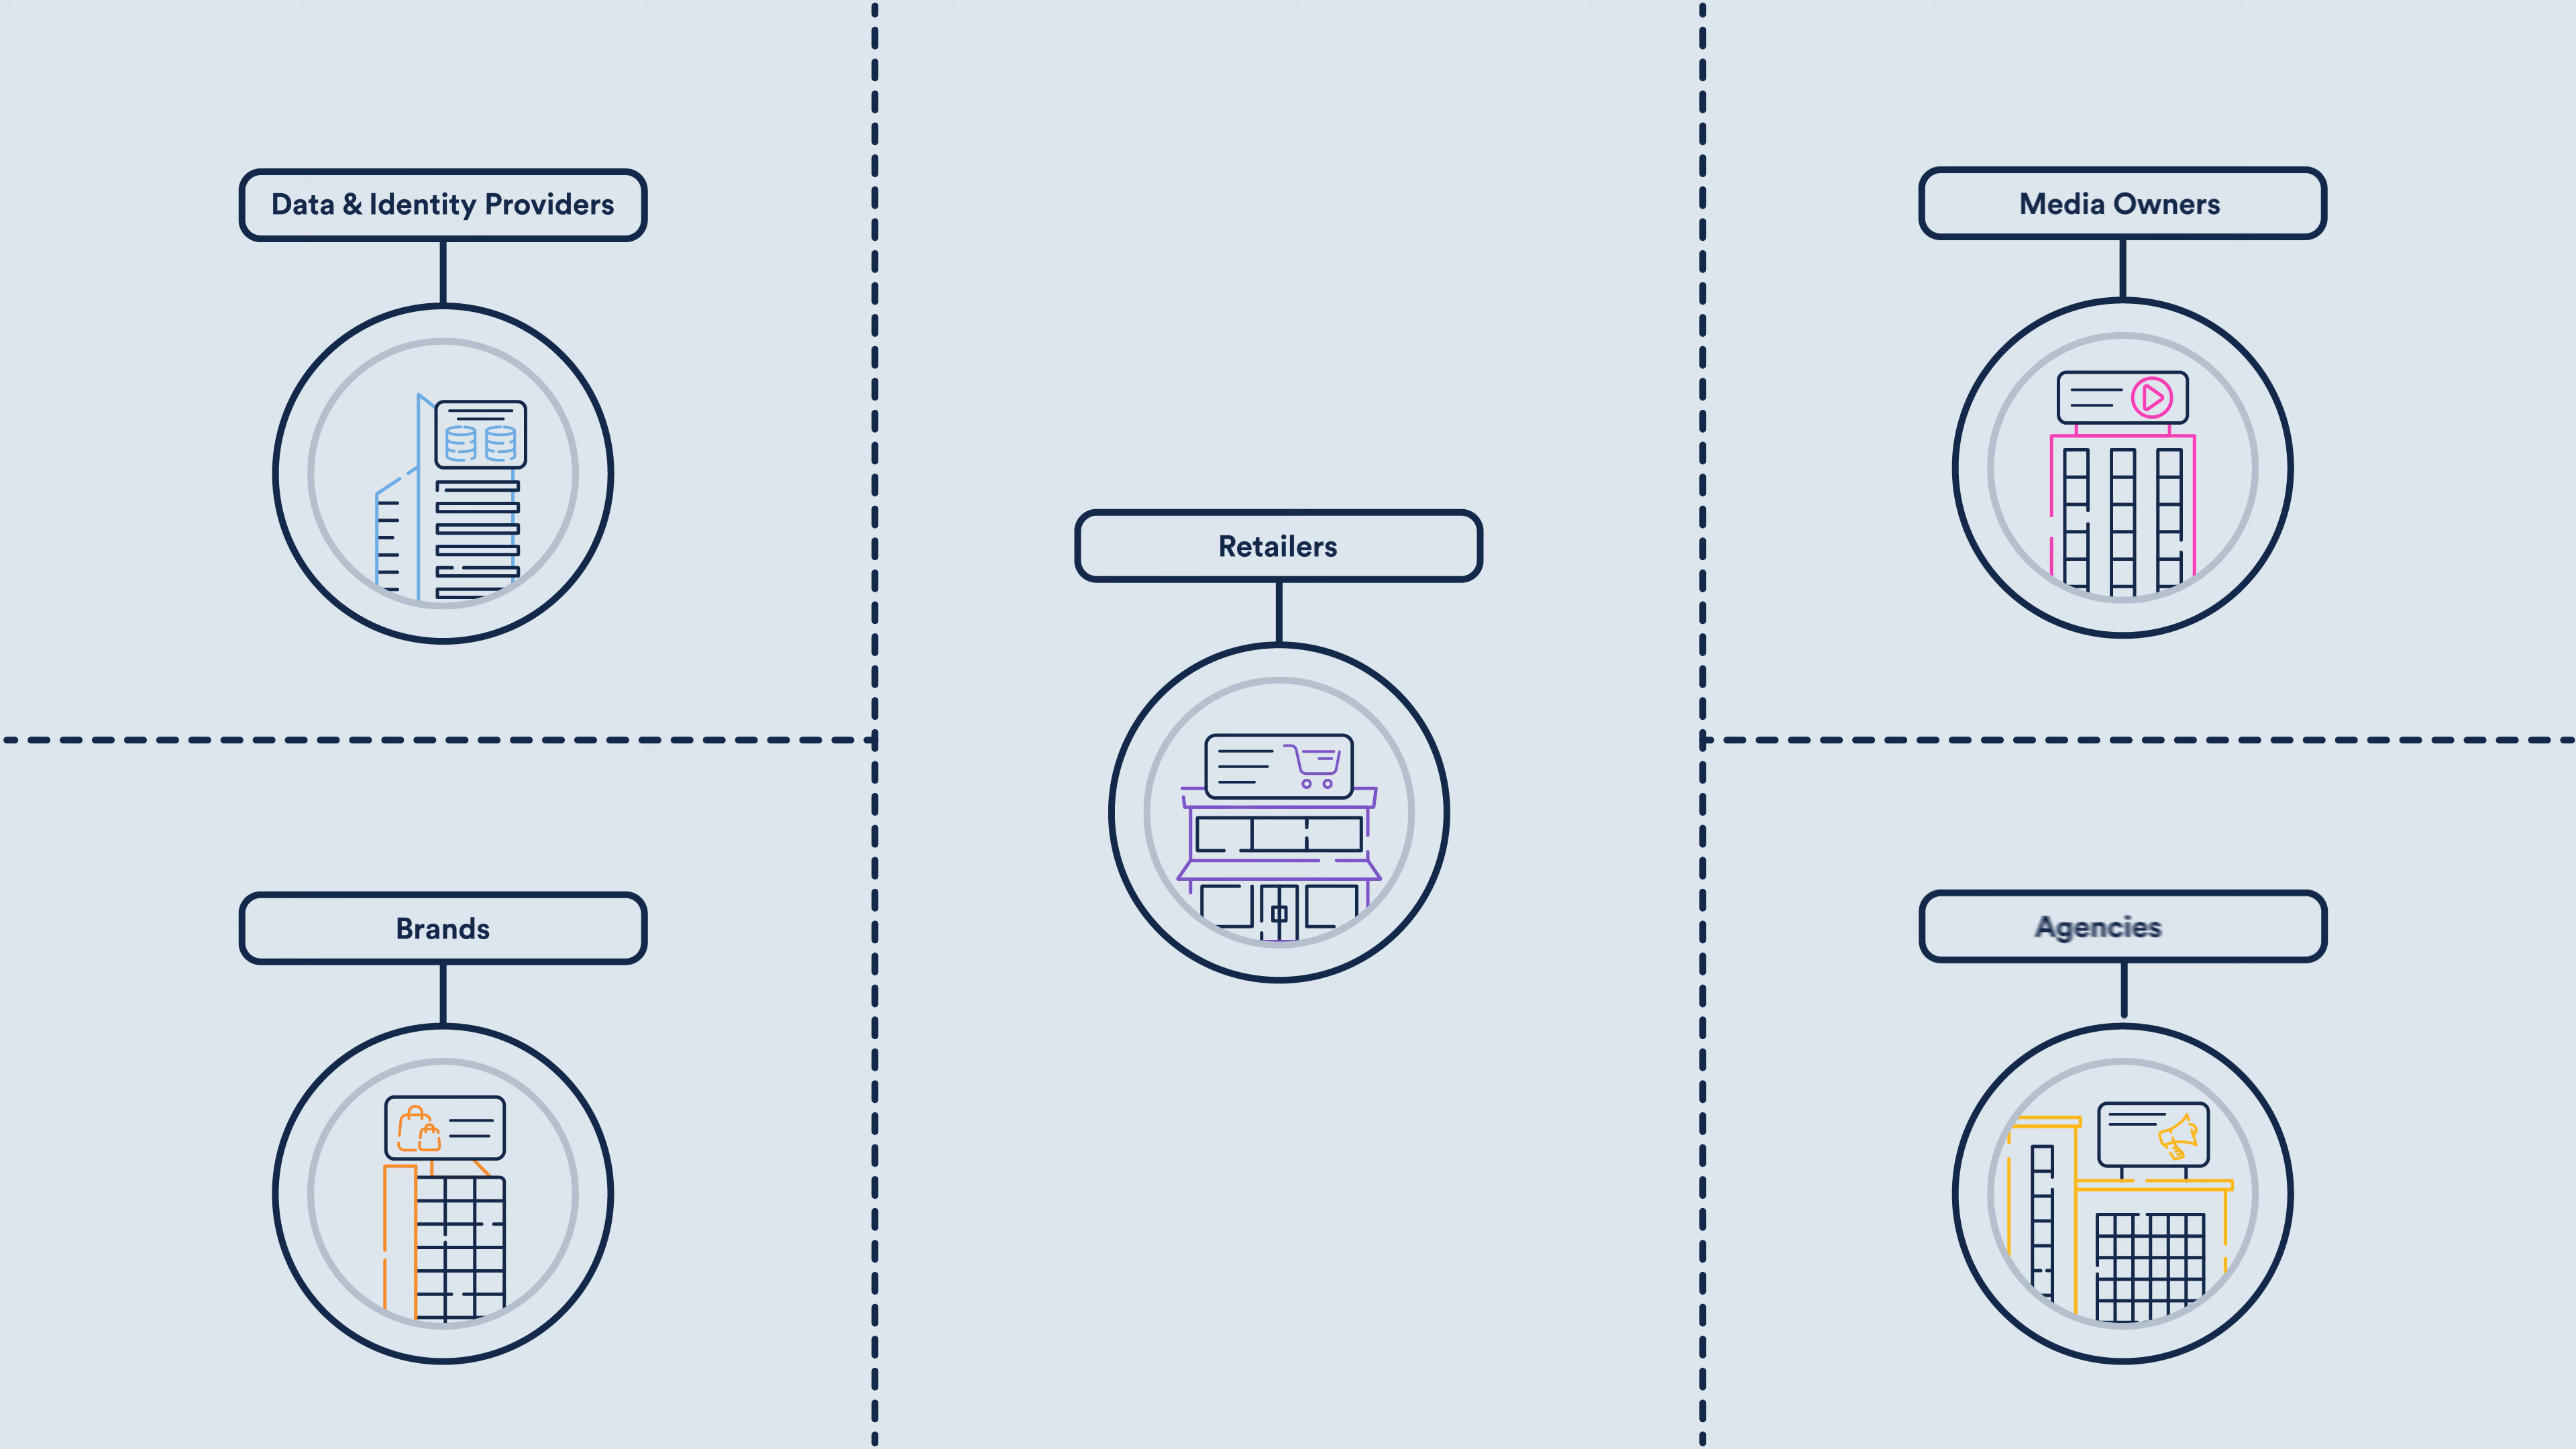 Data & Identity Providers
Media Owners
Retailers
Brands
Agencies